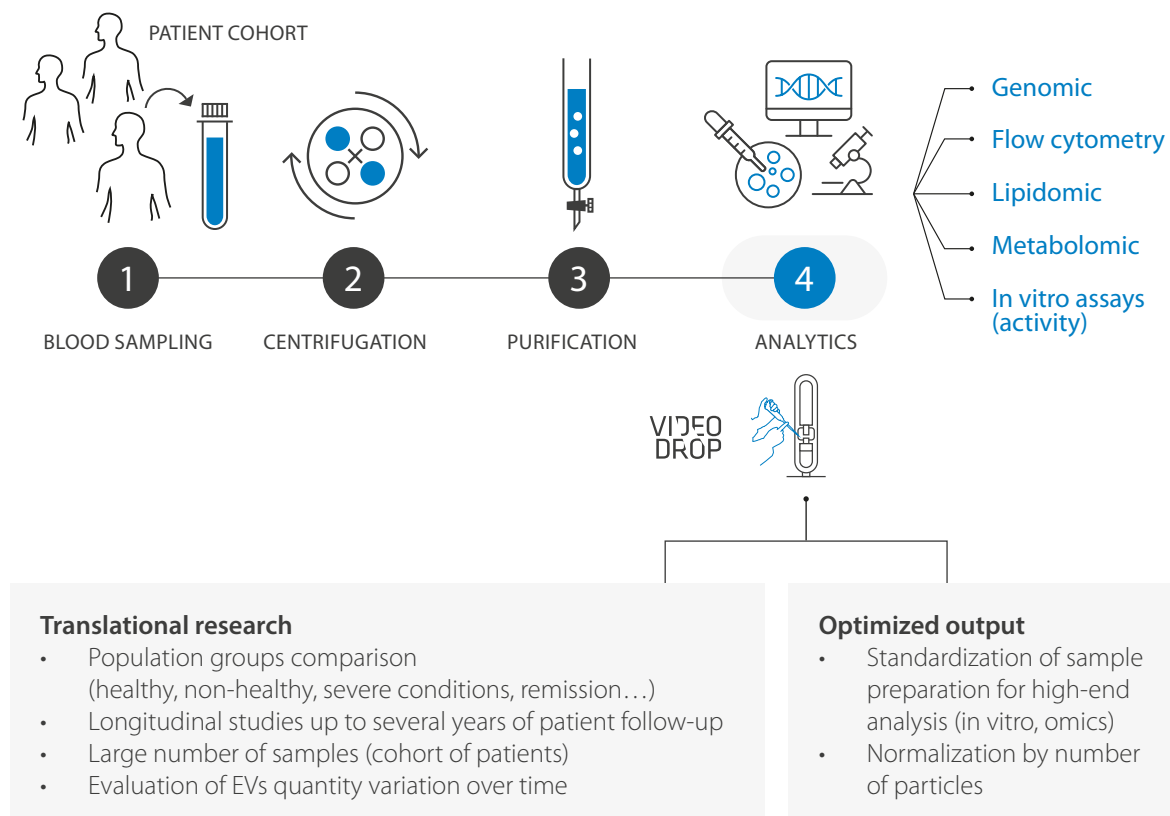 PATIENT COHORT
Genomic
Flow cytometry
Lipidomic
Metabolomic
In vitro assays
(activity)
1
2
3
4
BLOOD SAMPLING
CENTRIFUGATION
PURIFICATION
ANALYTICS
VIDEO
DROP
Translational research
• Population groups comparison
(healthy, non-healthy, severe conditions, remission…)
• Longitudinal studies up to several years of patient follow-up
• Large number of samples (cohort of patients)
• Evaluation of EVs quantity variation over time
Optimized output
• Standardization of sample
preparation for high-end
analysis (in vitro, omics)
• Normalization by number
of particles